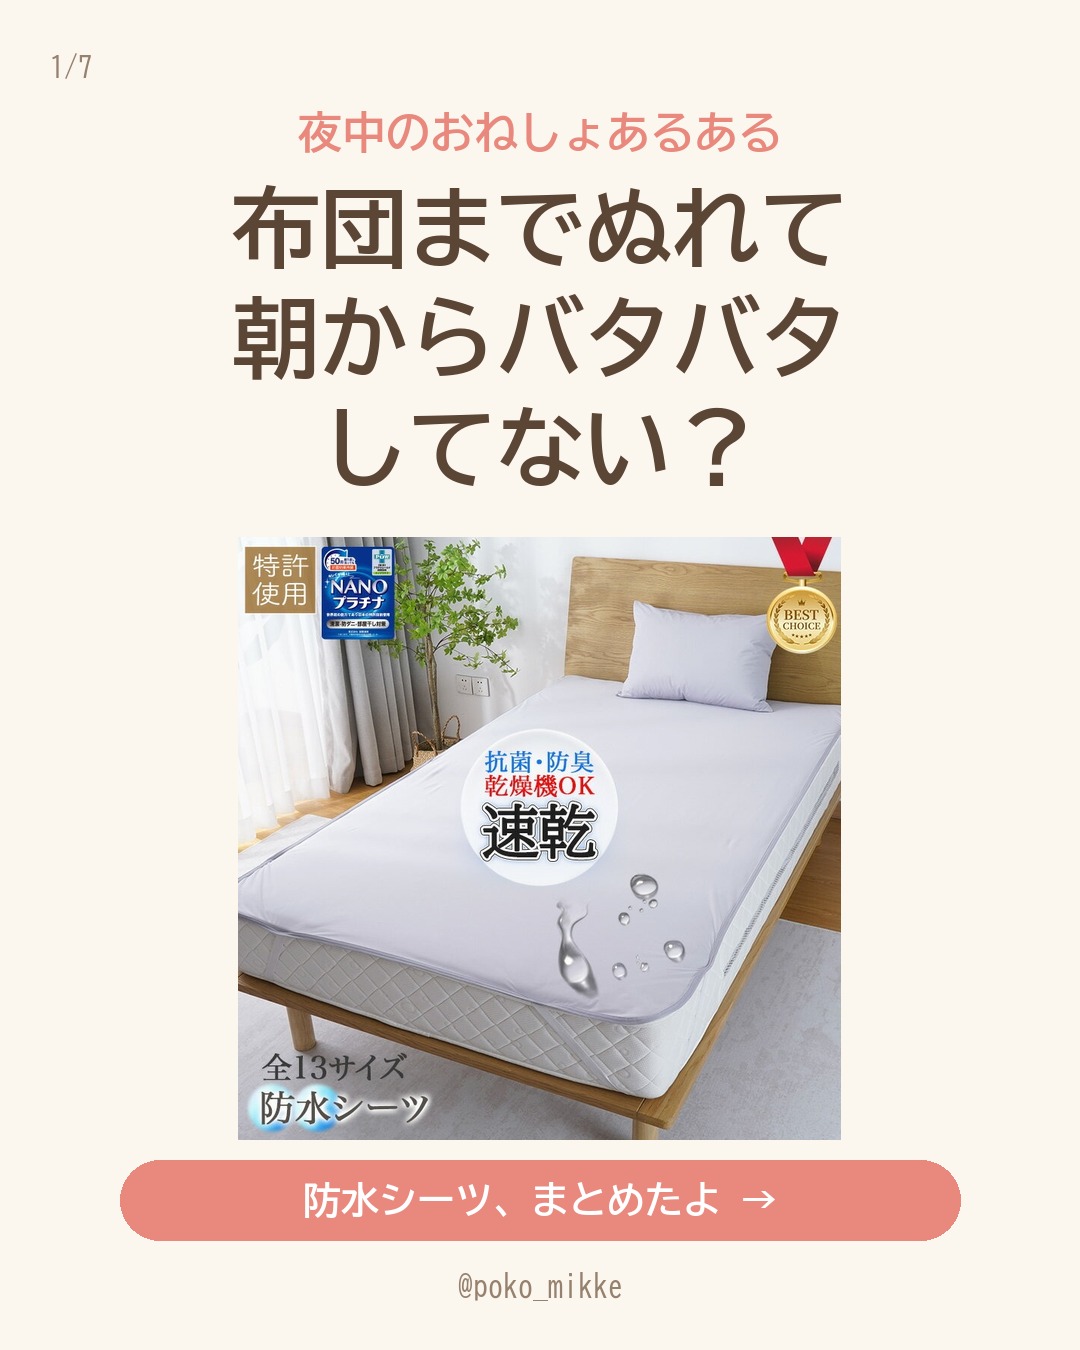 1/7
夜中のおねしょあるある
布団までぬれて
朝からバタバタ
してない？
特許
使用
NANO
プラチナ
BEST
CHOICE
抗菌・防臭
乾燥機OK
速乾
全13サイズ
防水シーツ
防水シーツ、まとめたよ →
@poko_mikke